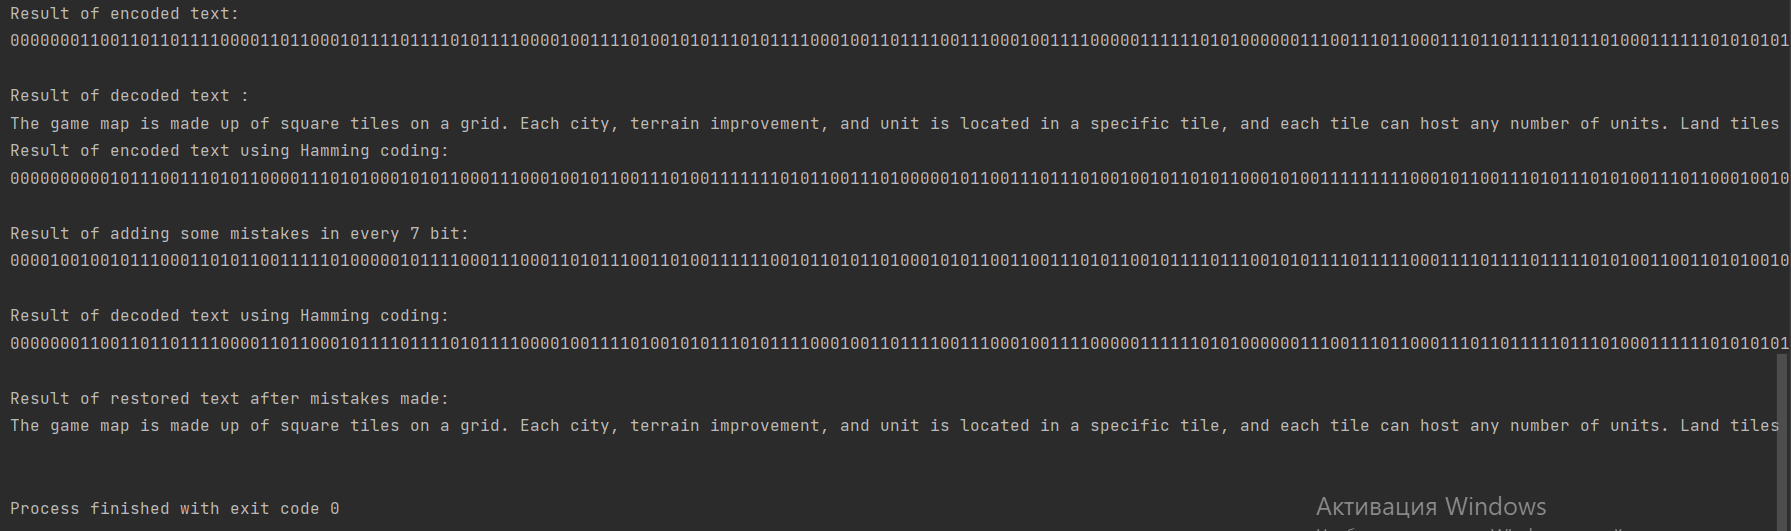 Result of encoded text:
0000000110011011011110000110110001011110111101011110000100111101001010111010111100010011011110011100010011110000011111101010000001110011101100011101101111101110100011111101010101
Result of decoded text :
The game map is made up of square tiles on a grid. Each city, terrain improvement, and unit is located in a specific tile, and each tile can host any number of units. Land tiles
Result of encoded text using Hamming coding:
0000000000101110011101011000011101010001010110001110001001011001110100111111101011001110100000101100111011101001001011010110001010011111111100010110011101011101010011101100010010
Result of adding some mistakes in every 7 bit:
00001001001011100011010110011111010000001011110001110001101011100110100111111001011010110100010101100110011101011001011110111001010111101111100011110111101111101010011001101010010
Result of decoded text using Hamming coding:
0000000110011011011110000110110001011110111101011110000100111101001010111010111100010011011110011100010011110000011111101010000001110011101100011101101111101110100011111101010101
Result of restored text after mistakes made:
The game map is made up of square tiles on a grid. Each city, terrain improvement, and unit is located in a specific tile, and each tile can host any number of units. Land tiles
Process finished with exit code 0
Активация Windows